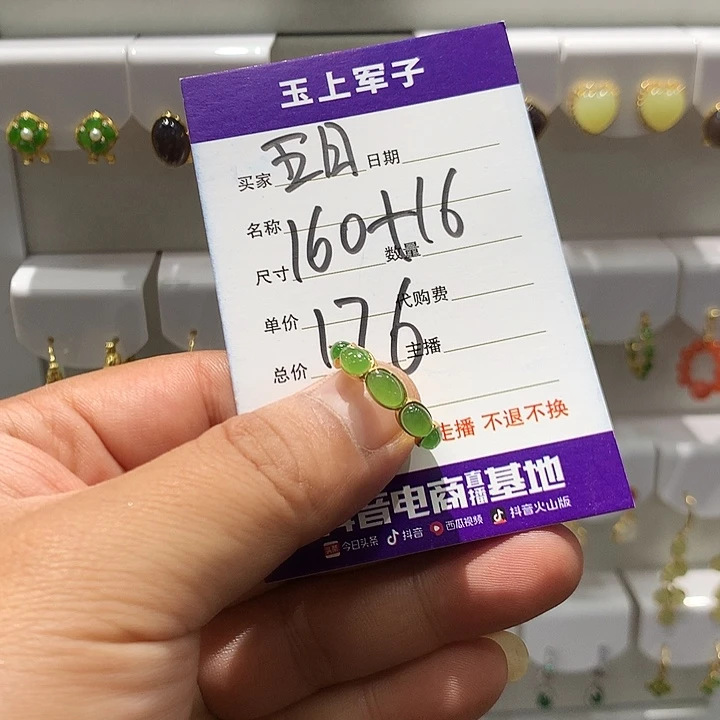 玉上军子
买家 五日 日期
名称
160+16
尺寸 数量
单价 代购费
176
总价 主播
走播 不退不换
抖音电商直播基地
今日头条 抖音 西瓜视频 抖音火山版